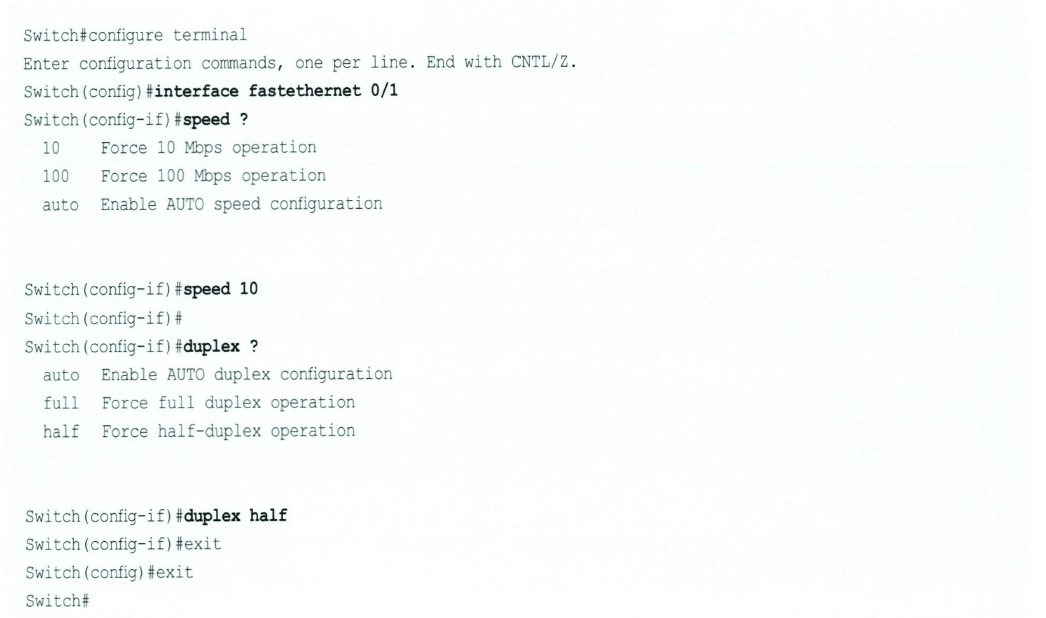 Switch#configure terminal
Enter configuration commands, one per line. End with CNTL/Z.
Switch(config)#interface fastethernet 0/1
Switch(config-if)#speed ?
  10    Force 10 Mbps operation
  100   Force 100 Mbps operation
  auto  Enable AUTO speed configuration
Switch(config-if)#speed 10
Switch(config-if)#
Switch(config-if)#duplex ?
  auto  Enable AUTO duplex configuration
  full  Force full duplex operation
  half  Force half-duplex operation
Switch(config-if)#duplex half
Switch(config-if)#exit
Switch(config)#exit
Switch#